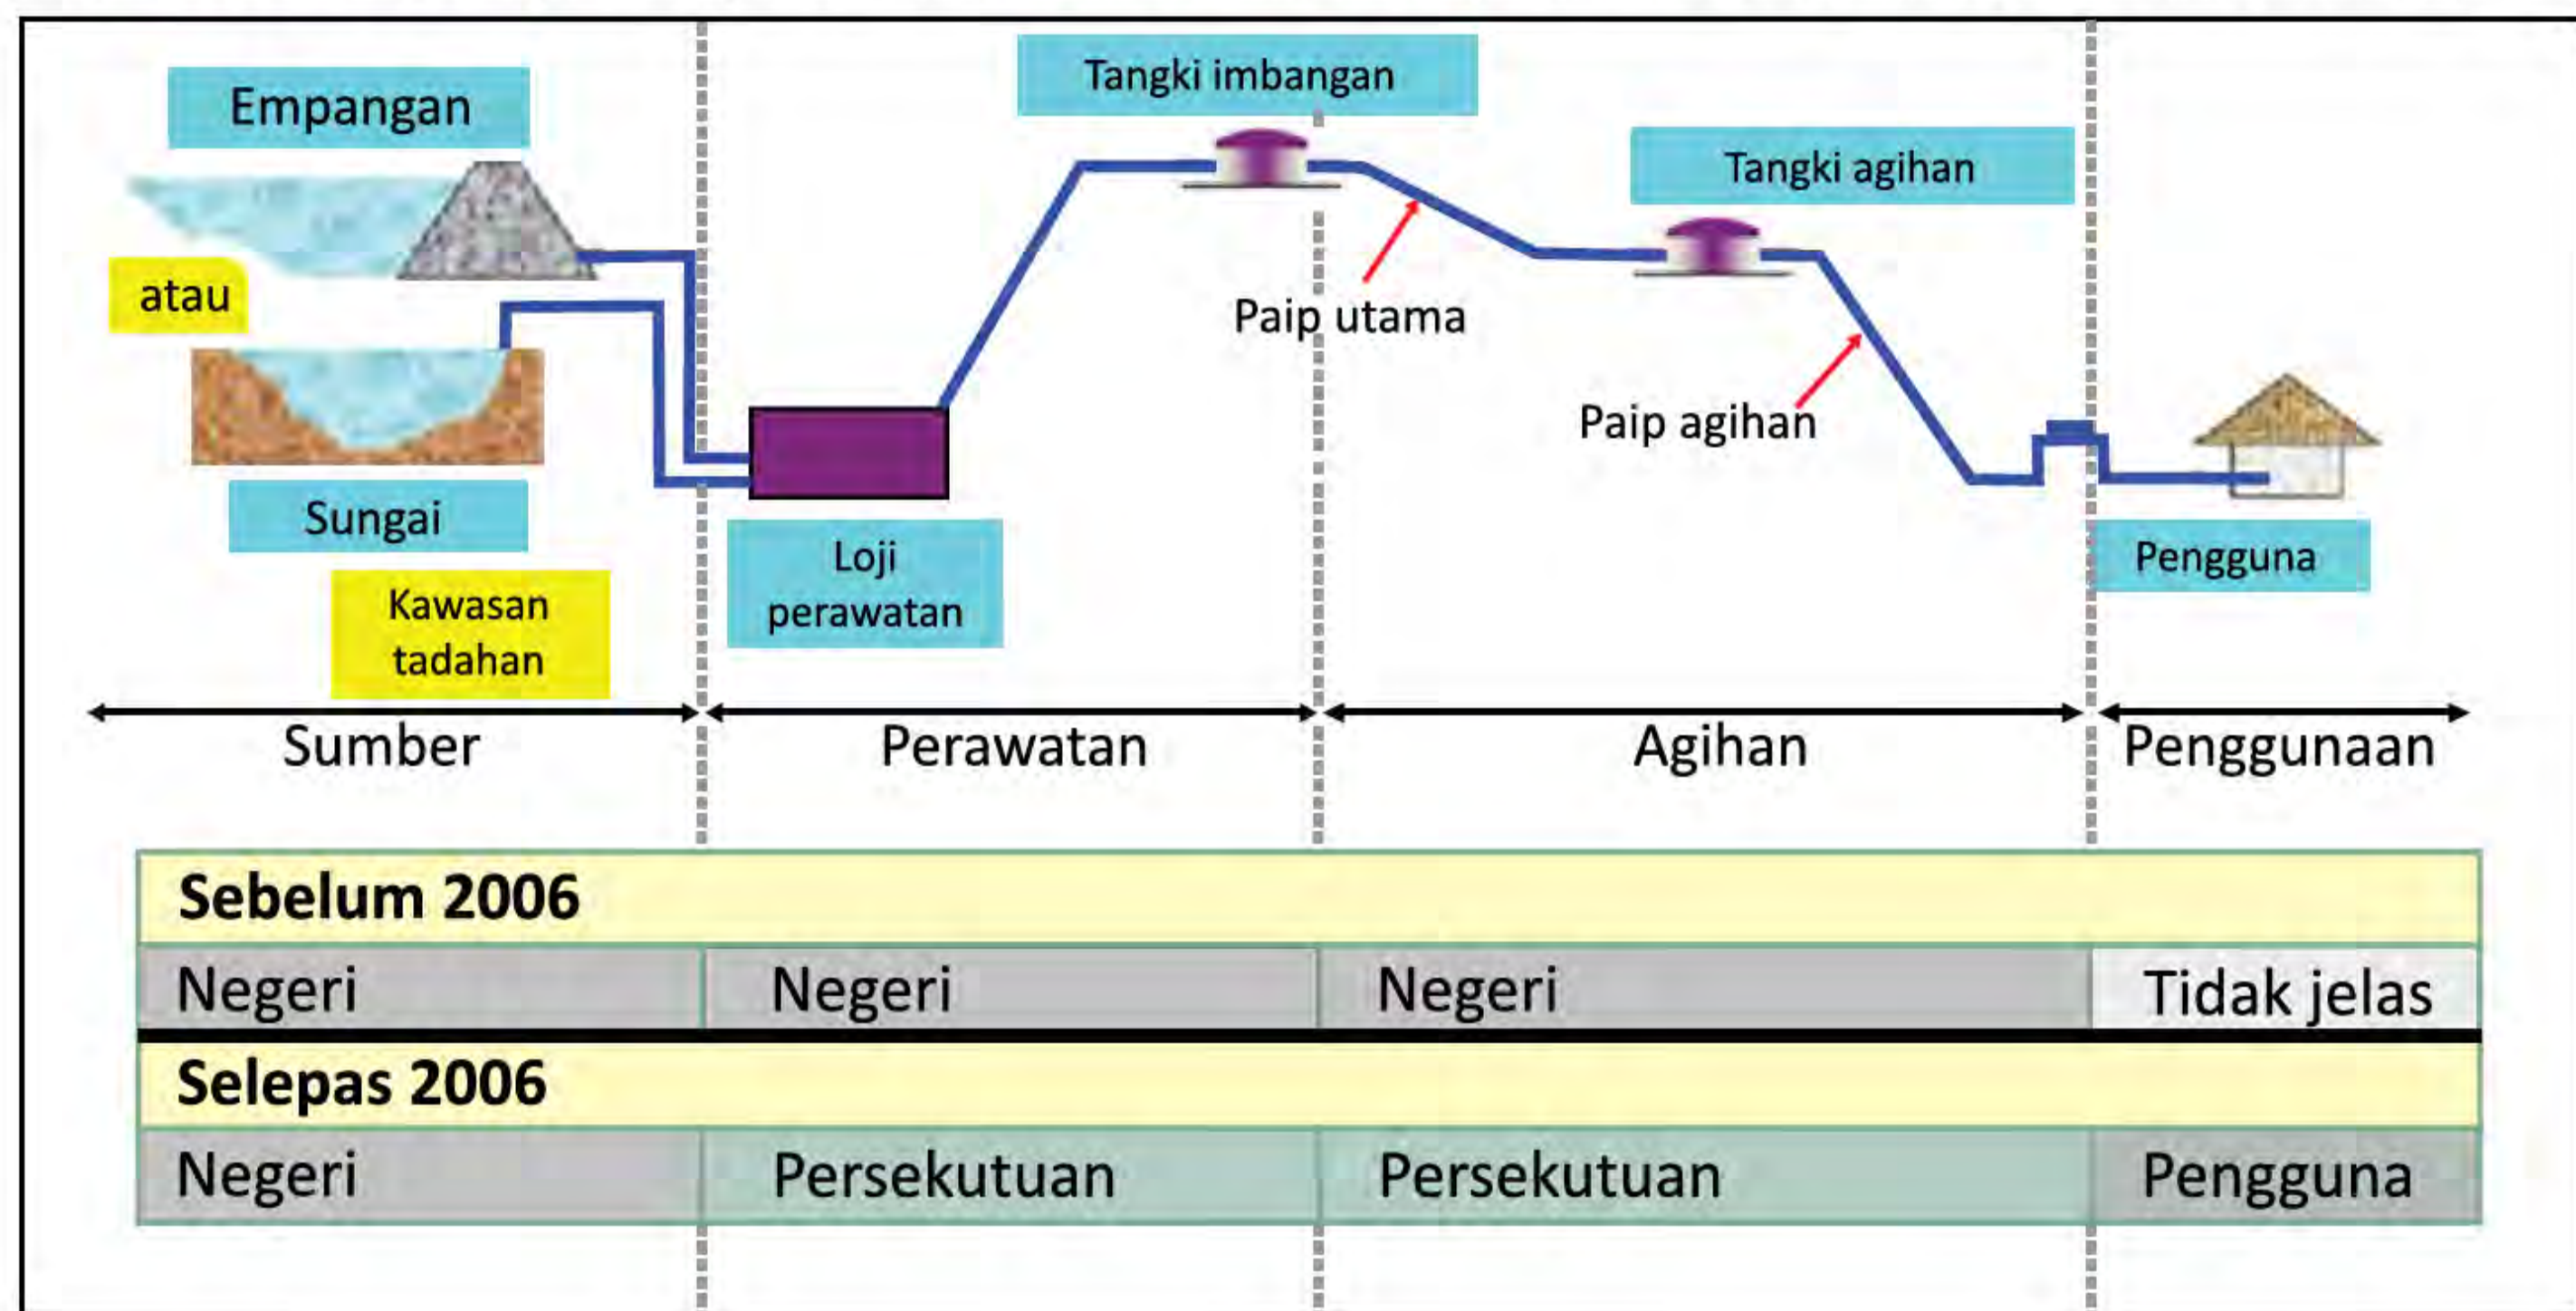 Empangan
Tangki imbangan
Tangki agihan
atau
Paip utama
Paip agihan
Sungai
Loji
perawatan
Pengguna
Kawasan
tadahan
Sumber
Perawatan
Agihan
Penggunaan
Sebelum 2006
Negeri
Negeri
Negeri
Tidak jelas
Selepas 2006
Negeri
Persekutuan
Persekutuan
Pengguna